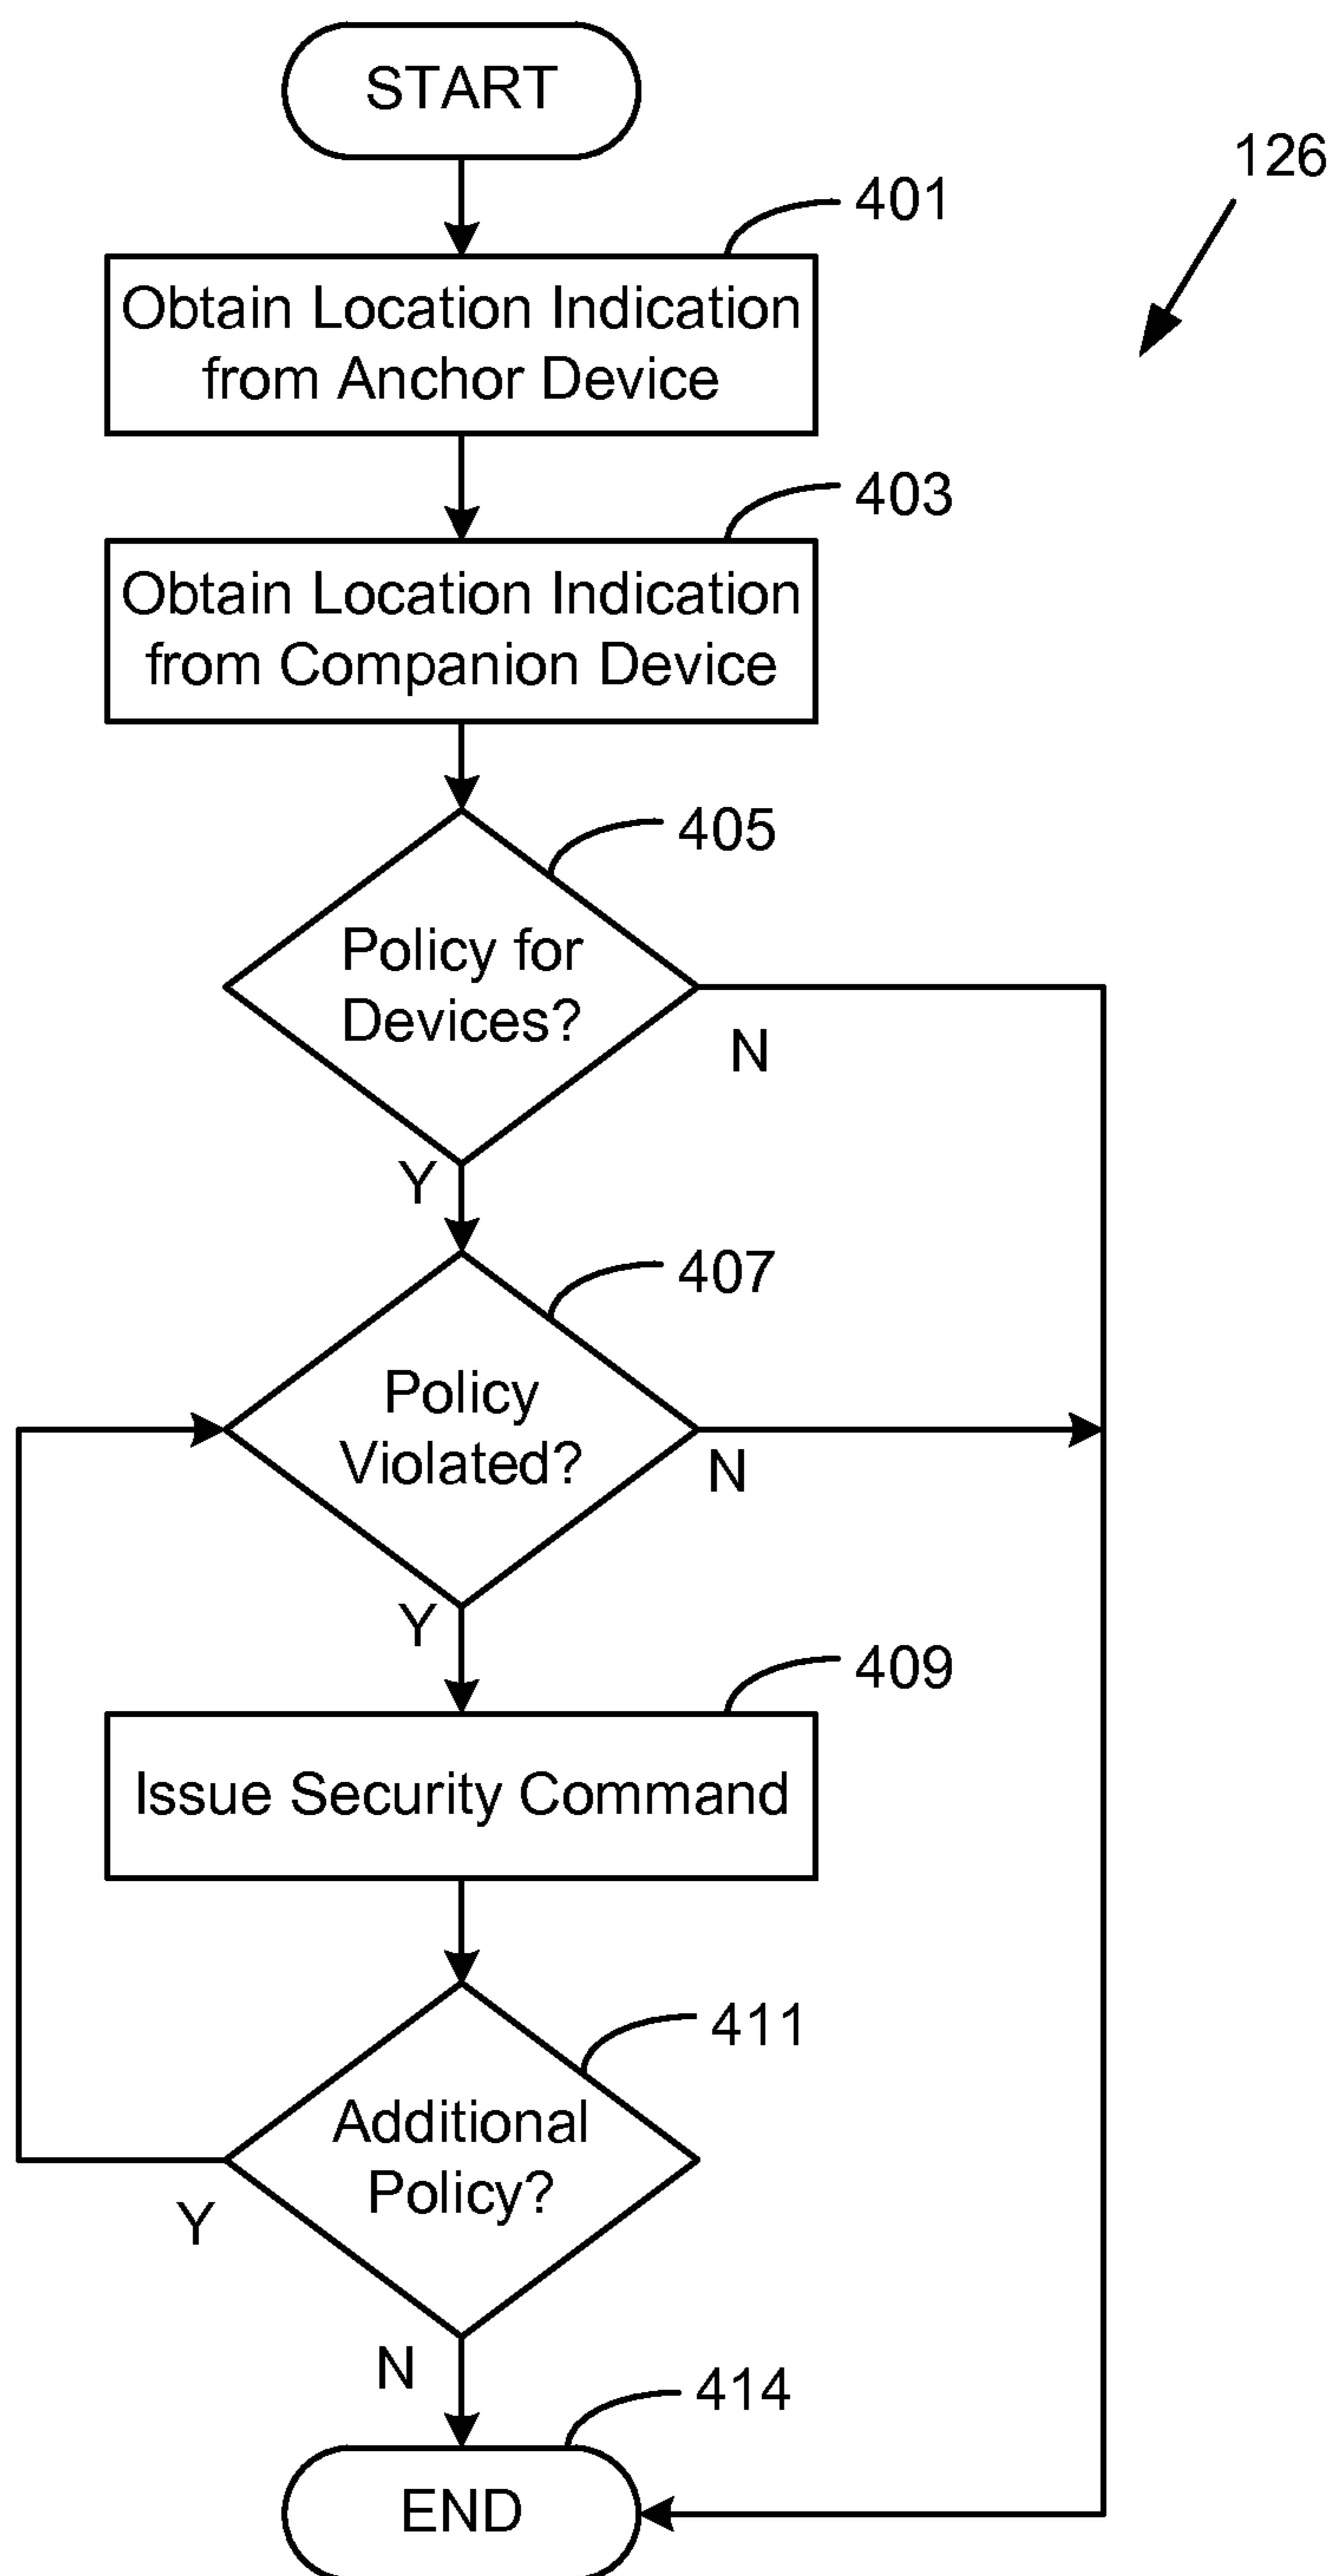 START
126
401
Obtain Location Indication
from Anchor Device
403
Obtain Location Indication
from Companion Device
405
Policy for
Devices?
N
Y
407
Policy
Violated?
N
Y
409
Issue Security Command
411
Additional
Policy?
Y
N
414
END